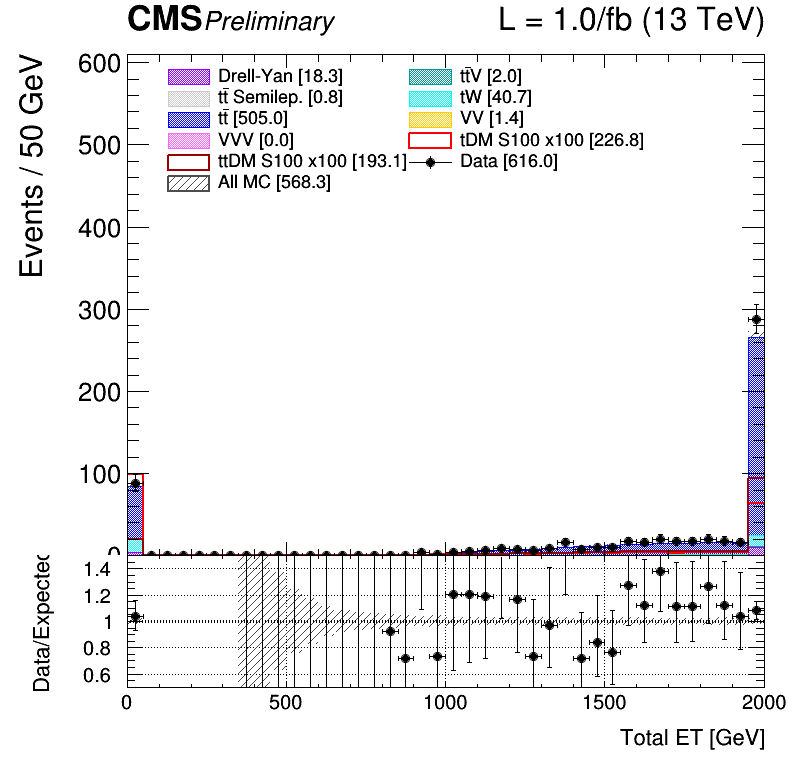 CMS Preliminary L = 1.0/fb (13 TeV)
Events / 50 GeV
600
500
400
300
200
100
0
Drell-Yan [18.3]
tt̄V [2.0]
tt̄ Semilep. [0.8]
tW [40.7]
tt̄ [505.0]
VV [1.4]
VVV [0.0]
tDM S100 x100 [226.8]
ttDM S100 x100 [193.1]
Data [616.0]
All MC [568.3]
Data/Expected
1.4
1.2
1
0.8
0.6
0 500 1000 1500 2000
Total ET [GeV]